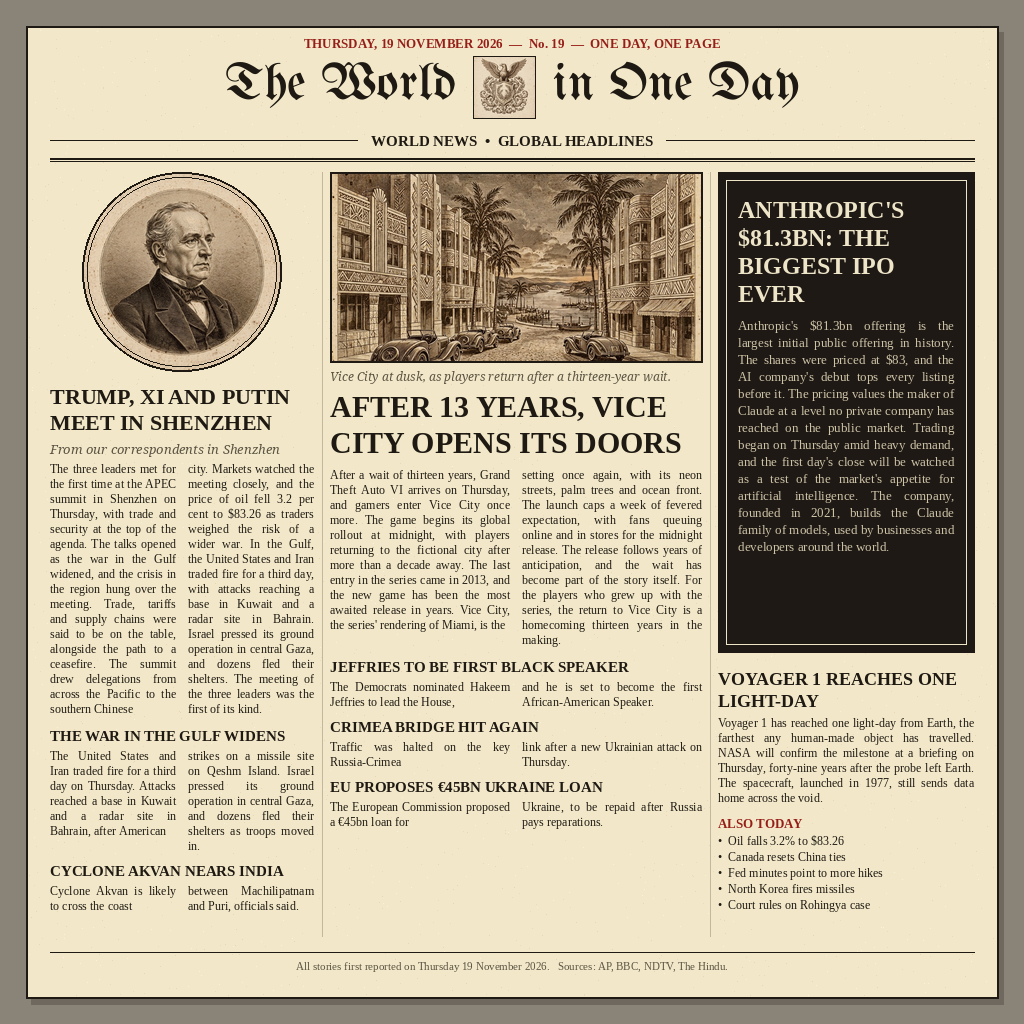 THURSDAY, 19 NOVEMBER 2026 — No. 19 — ONE DAY, ONE PAGE
The World in One Day
WORLD NEWS • GLOBAL HEADLINES
TRUMP, XI AND PUTIN
MEET IN SHENZHEN
From our correspondents in Shenzhen
The three leaders met for
the first time at the APEC
summit in Shenzhen on
Thursday, with trade and
security at the top of the
agenda. The talks opened
as the war in the Gulf
widened, and the crisis in
the region hung over the
meeting. Trade, tariffs
and supply chains were
said to be on the table,
alongside the path to a
ceasefire. The summit
drew delegations from
across the Pacific to the
southern Chinese
city. Markets watched the
meeting closely, and the
price of oil fell 3.2 per
cent to $83.26 as traders
weighed the risk of a
wider war. In the Gulf,
the United States and Iran
traded fire for a third day,
with attacks reaching a
base in Kuwait and a
radar site in Bahrain.
Israel pressed its ground
operation in central Gaza,
and dozens fled their
shelters. The meeting of
the three leaders was the
first of its kind.
THE WAR IN THE GULF WIDENS
The United States and
Iran traded fire for a third
day on Thursday. Attacks
reached a base in Kuwait
and a radar site in
Bahrain, after American
strikes on a missile site
on Qeshm Island. Israel
pressed its ground
operation in central Gaza,
and dozens fled their
shelters as troops moved
in.
CYCLONE AKVAN NEARS INDIA
Cyclone Akvan is likely
to cross the coast
between Machilipatnam
and Puri, officials said.
Vice City at dusk, as players return after a thirteen-year wait.
AFTER 13 YEARS, VICE
CITY OPENS ITS DOORS
After a wait of thirteen years, Grand
Theft Auto VI arrives on Thursday,
and gamers enter Vice City once
more. The game begins its global
rollout at midnight, with players
returning to the fictional city after
more than a decade away. The last
entry in the series came in 2013, and
the new game has been the most
awaited release in years. Vice City,
the series' rendering of Miami, is the
setting once again, with its neon
streets, palm trees and ocean front.
The launch caps a week of fevered
expectation, with fans queuing
online and in stores for the midnight
release. The release follows years of
anticipation, and the wait has
become part of the story itself. For
the players who grew up with the
series, the return to Vice City is a
homecoming thirteen years in the
making.
JEFFRIES TO BE FIRST BLACK SPEAKER
The Democrats nominated Hakeem
Jeffries to lead the House,
and he is set to become the first
African-American Speaker.
CRIMEA BRIDGE HIT AGAIN
Traffic was halted on the key
Russia-Crimea
link after a new Ukrainian attack on
Thursday.
EU PROPOSES €45BN UKRAINE LOAN
The European Commission proposed
a €45bn loan for
Ukraine, to be repaid after Russia
pays reparations.
ANTHROPIC'S
$81.3BN: THE
BIGGEST IPO
EVER
Anthropic's $81.3bn offering is the
largest initial public offering in history.
The shares were priced at $83, and the
AI company's debut tops every listing
before it. The pricing values the maker of
Claude at a level no private company has
reached on the public market. Trading
began on Thursday amid heavy demand,
and the first day's close will be watched
as a test of the market's appetite for
artificial intelligence. The company,
founded in 2021, builds the Claude
family of models, used by businesses and
developers around the world.
VOYAGER 1 REACHES ONE
LIGHT-DAY
Voyager 1 has reached one light-day from Earth, the
farthest any human-made object has travelled.
NASA will confirm the milestone at a briefing on
Thursday, forty-nine years after the probe left Earth.
The spacecraft, launched in 1977, still sends data
home across the void.
ALSO TODAY
• Oil falls 3.2% to $83.26
• Canada resets China ties
• Fed minutes point to more hikes
• North Korea fires missiles
• Court rules on Rohingya case
All stories first reported on Thursday 19 November 2026. Sources: AP, BBC, NDTV, The Hindu.